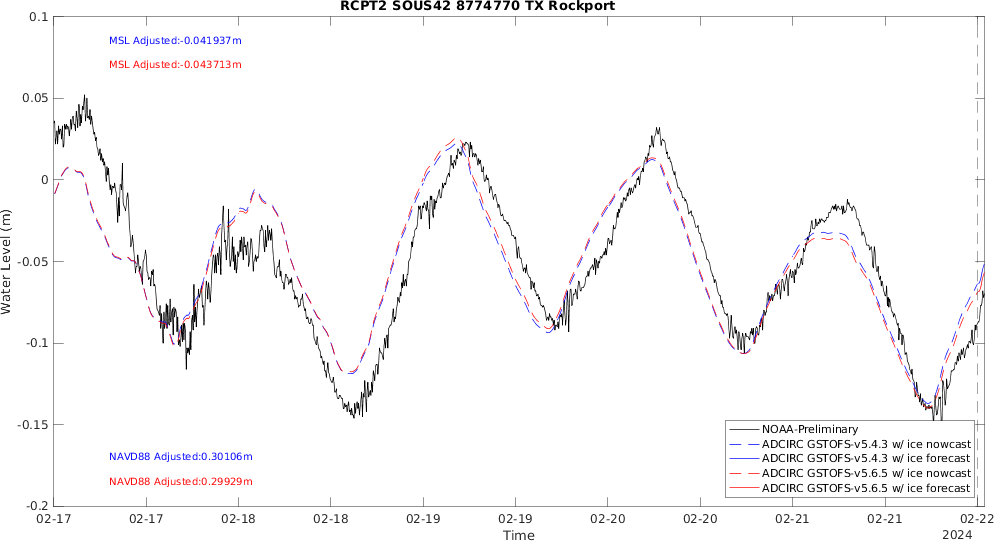 RCPT2 SOUS42 8774770 TX Rockport
0.1
MSL Adjusted:-0.041937m
MSL Adjusted:-0.043713m
0.05
0
-0.05
-0.1
-0.15
-0.2
Water Level (m)
NAVD88 Adjusted:0.30106m
NAVD88 Adjusted:0.29929m
NOAA-Preliminary
ADCIRC GSTOFS-v5.4.3 w/ ice nowcast
ADCIRC GSTOFS-v5.4.3 w/ ice forecast
ADCIRC GSTOFS-v5.6.5 w/ ice nowcast
ADCIRC GSTOFS-v5.6.5 w/ ice forecast
02-17 02-17 02-18 02-18 02-19 02-19 02-20 02-20 02-21 02-21 02-22
Time
2024